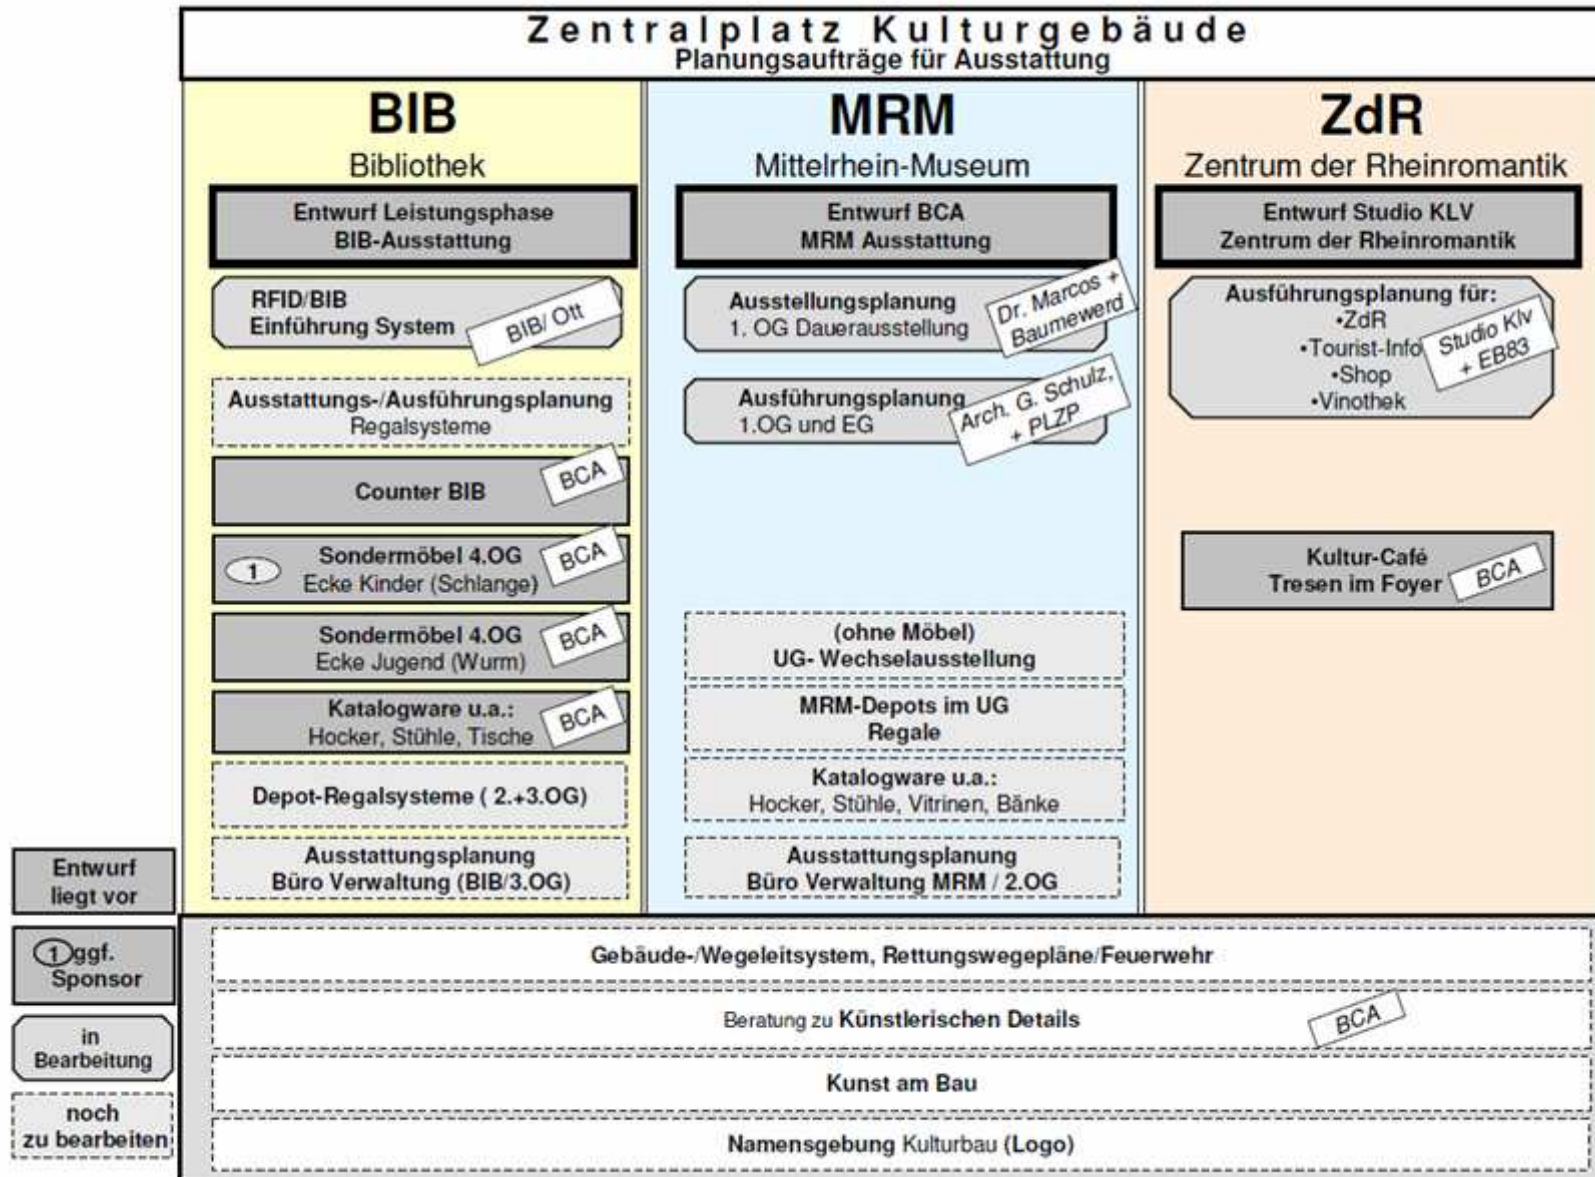 Zentralplatz Kulturgebäude
Planungsaufträge für Ausstattung
BIB
Bibliothek
Entwurf Leistungsphase
BIB-Ausstattung
RFID/BIB
Einführung System
BIB/ Ott
Ausstattungs-/Ausführungsplanung
Regalsysteme
Counter BIB
BCA
1
Sondermöbel 4.OG
Ecke Kinder (Schlange)
BCA
Sondermöbel 4.OG
Ecke Jugend (Wurm)
BCA
Katalogware u.a.:
Hocker, Stühle, Tische
BCA
Depot-Regalsysteme ( 2.+3.OG)
Ausstattungsplanung
Büro Verwaltung (BIB/3.OG)
MRM
Mittelrhein-Museum
Entwurf BCA
MRM Ausstattung
Ausstellungsplanung
1. OG Dauerausstellung
Dr. Marcos +
Baumewerd
Ausführungsplanung
1.OG und EG
Arch. G. Schulz,
+ PLZP
(ohne Möbel)
UG- Wechselausstellung
MRM-Depots im UG
Regale
Katalogware u.a.:
Hocker, Stühle, Vitrinen, Bänke
Ausstattungsplanung
Büro Verwaltung MRM / 2.OG
ZdR
Zentrum der Rheinromantik
Entwurf Studio KLV
Zentrum der Rheinromantik
Ausführungsplanung für:
•ZdR
•Tourist-Info
•Shop
•Vinothek
Studio Klv
+ EB83
Kultur-Café
Tresen im Foyer
BCA
Gebäude-/Wegeleitsystem, Rettungswegepläne/Feuerwehr
Beratung zu Künstlerischen Details
BCA
Kunst am Bau
Namensgebung Kulturbau (Logo)
Entwurf
liegt vor
1 ggf.
Sponsor
in
Bearbeitung
noch
zu bearbeiten